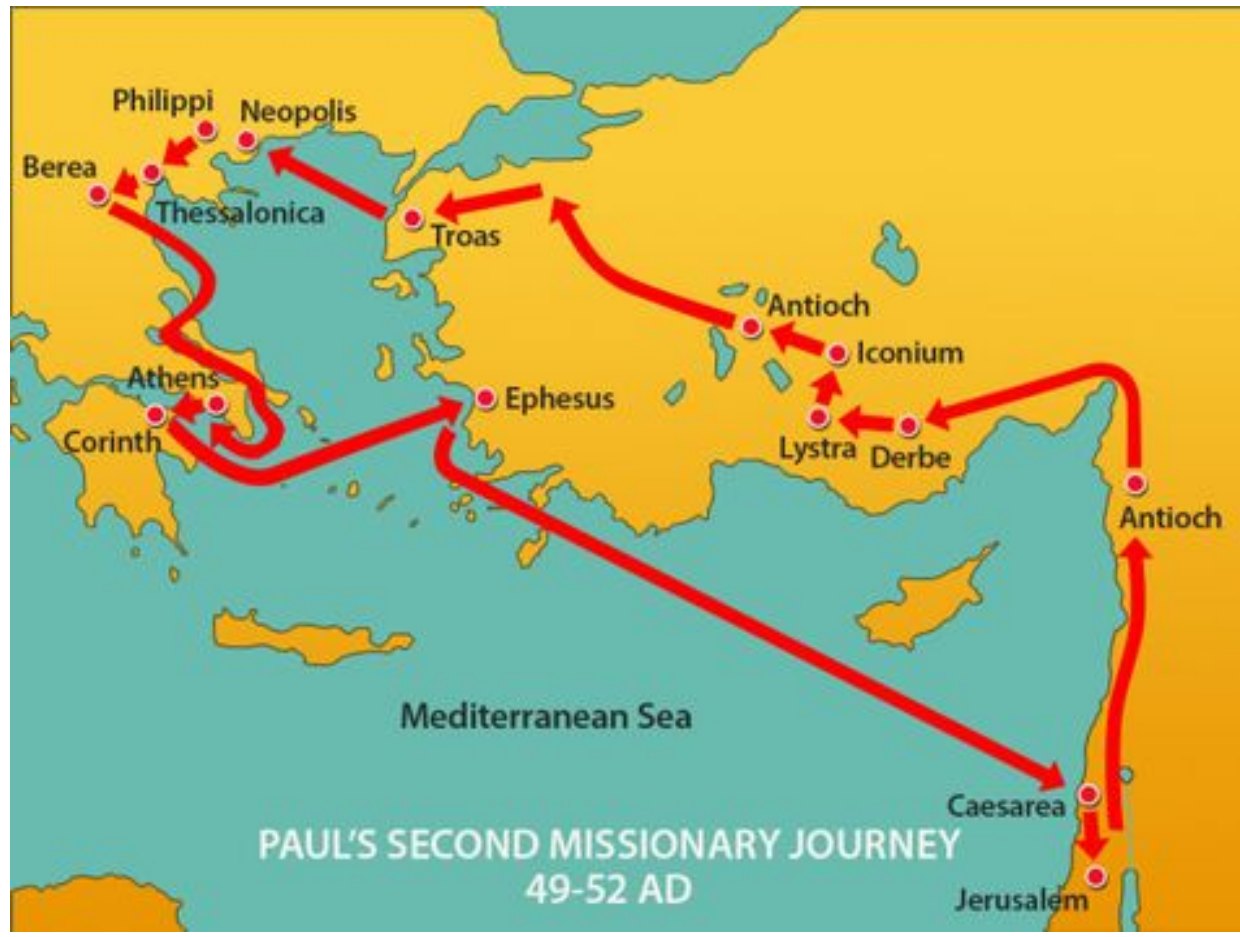 Philippi
Neopolis
Berea
Thessalonica
Troas
Antioch
Iconium
Athens
Ephesus
Corinth
Lystra
Derbe
Antioch
Mediterranean Sea
Caesarea
PAUL'S SECOND MISSIONARY JOURNEY
49-52 AD
Jerusalem